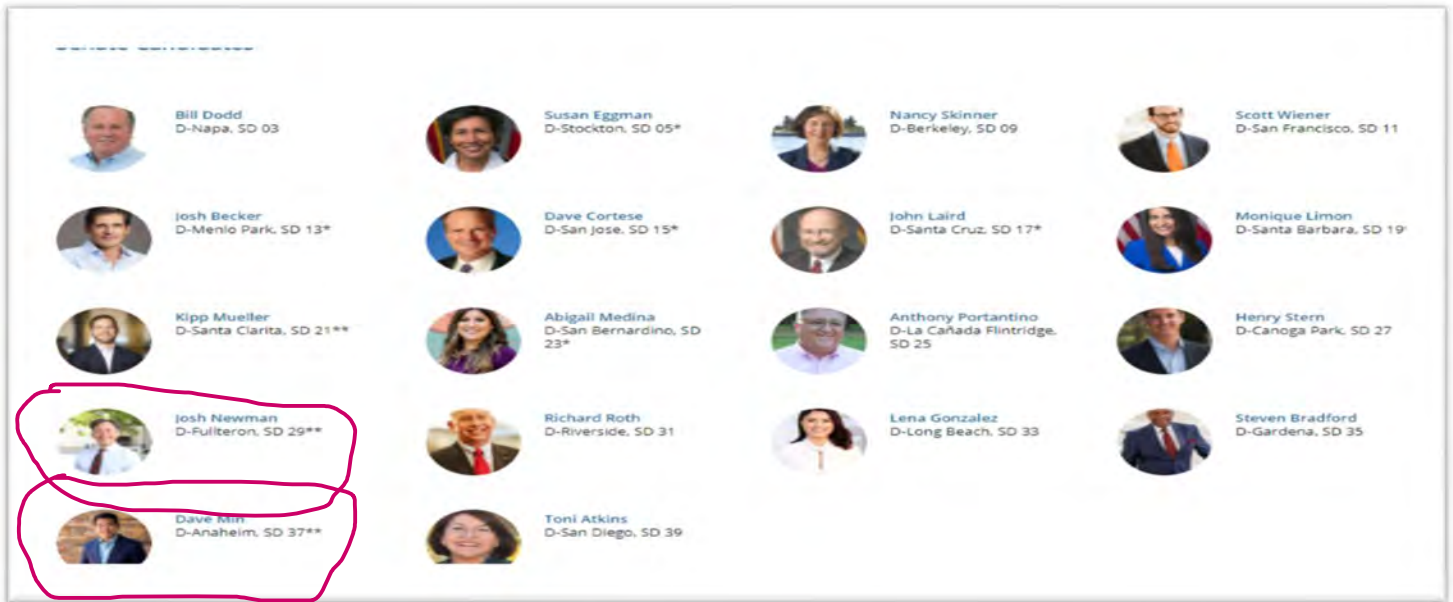 Senate Candidates
Bill Dodd
D-Napa, SD 03
Susan Eggman
D-Stockton, SD 05*
Nancy Skinner
D-Berkeley, SD 09
Scott Wiener
D-San Francisco, SD 11
Josh Becker
D-Menlo Park, SD 13*
Dave Cortese
D-San Jose, SD 15*
John Laird
D-Santa Cruz, SD 17*
Monique Limon
D-Santa Barbara, SD 19*
Kipp Mueller
D-Santa Clarita, SD 21**
Abigail Medina
D-San Bernardino, SD
23*
Anthony Portantino
D-La Cañada Flintridge,
SD 25
Henry Stern
D-Canoga Park, SD 27
Josh Newman
D-Fullteron, SD 29**
Richard Roth
D-Riverside, SD 31
Lena Gonzalez
D-Long Beach, SD 33
Steven Bradford
D-Gardena, SD 35
Dave Min
D-Anaheim, SD 37**
Toni Atkins
D-San Diego, SD 39